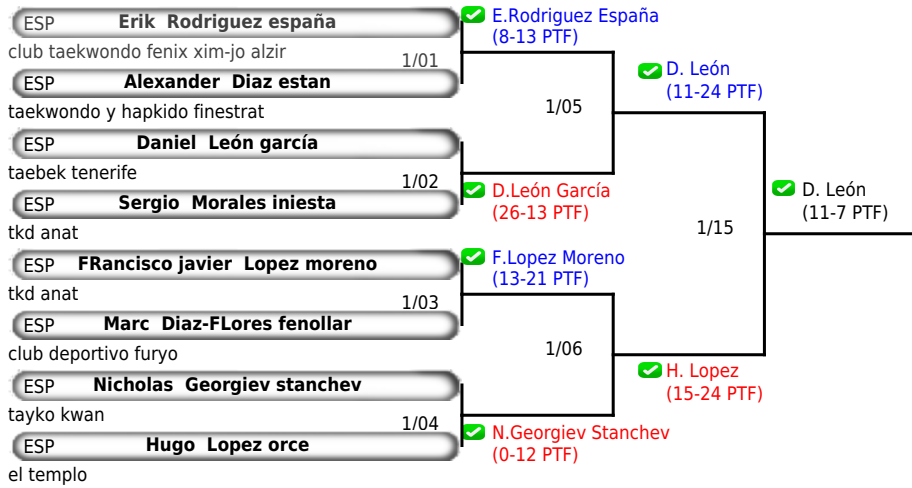 ESP Erik Rodriguez españa
club taekwondo fenix xim-jo alzir
1/01
ESP Alexander Diaz estan
taekwondo y hapkido finestrat
ESP Daniel León garcía
taebek tenerife
1/02
ESP Sergio Morales iniesta
tkd anat
ESP FRancisco javier Lopez moreno
tkd anat
1/03
ESP Marc Diaz-FLores fenollar
club deportivo furyo
ESP Nicholas Georgiev stanchev
tayko kwan
1/04
ESP Hugo Lopez orce
el templo
E.Rodriguez España
(8-13 PTF)
1/05
D.León García
(26-13 PTF)
F.Lopez Moreno
(13-21 PTF)
1/06
N.Georgiev Stanchev
(0-12 PTF)
D. León
(11-24 PTF)
1/15
H. Lopez
(15-24 PTF)
D. León
(11-7 PTF)